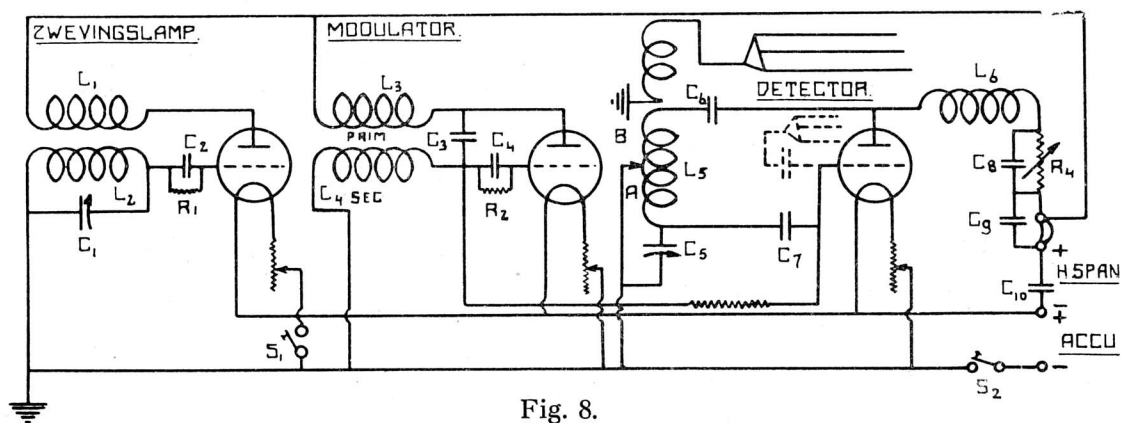 ZWEVINGSLAMP.
MODULATOR.
DETECTOR.
L1
L2
C1
C2
R1
S1
L3
PRIM
C3
C4
L4 SEC
R2
B
A
L5
C5
C6
C7
L6
C8
R4
C9
+
H SPAN
C10
−
+
ACCU
S2
−
Fig. 8.